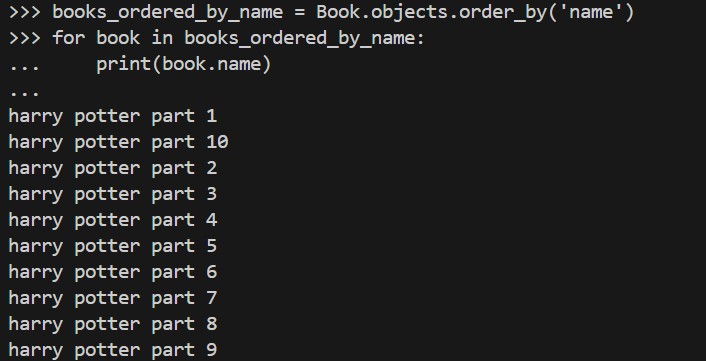 >>> books_ordered_by_name = Book.objects.order_by('name')
>>> for book in books_ordered_by_name:
...     print(book.name)
...
harry potter part 1
harry potter part 10
harry potter part 2
harry potter part 3
harry potter part 4
harry potter part 5
harry potter part 6
harry potter part 7
harry potter part 8
harry potter part 9